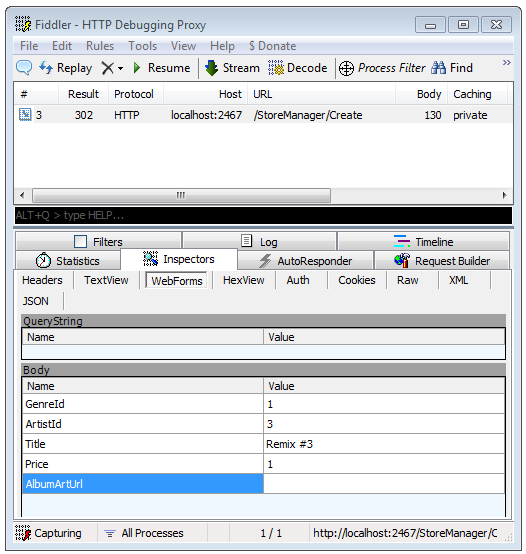 Fiddler - HTTP Debugging Proxy
File Edit Rules Tools View Help $ Donate
Replay Resume Stream Decode Process Filter Find »
# Result Protocol Host URL Body Caching
3 302 HTTP localhost:2467 /StoreManager/Create 130 private
ALT+Q > type HELP...
Filters Log Timeline
Statistics Inspectors AutoResponder Request Builder
Headers TextView WebForms HexView Auth Cookies Raw XML
JSON
QueryString
Name Value
Body
Name Value
GenreId 1
ArtistId 3
Title Remix #3
Price 1
AlbumArtUrl
Capturing All Processes 1 / 1 http://localhost:2467/StoreManager/C